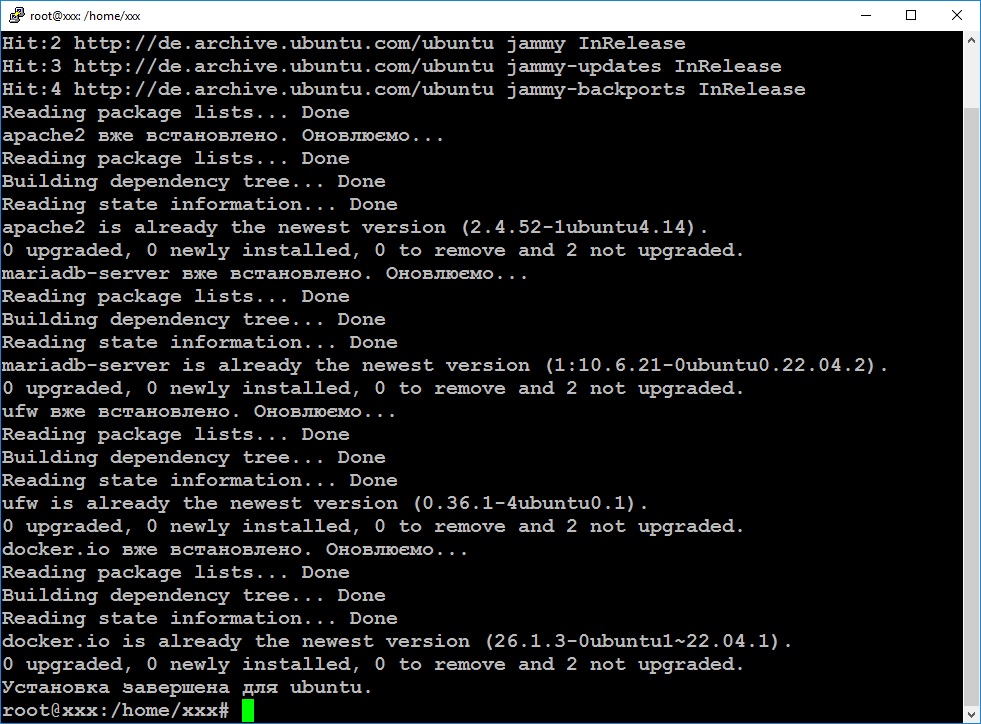 root@xxx: /home/xxx
Hit:2 http://de.archive.ubuntu.com/ubuntu jammy InRelease
Hit:3 http://de.archive.ubuntu.com/ubuntu jammy-updates InRelease
Hit:4 http://de.archive.ubuntu.com/ubuntu jammy-backports InRelease
Reading package lists... Done
apache2 вже встановлено. Оновлюємо...
Reading package lists... Done
Building dependency tree... Done
Reading state information... Done
apache2 is already the newest version (2.4.52-1ubuntu4.14).
0 upgraded, 0 newly installed, 0 to remove and 2 not upgraded.
mariadb-server вже встановлено. Оновлюємо...
Reading package lists... Done
Building dependency tree... Done
Reading state information... Done
mariadb-server is already the newest version (1:10.6.21-0ubuntu0.22.04.2).
0 upgraded, 0 newly installed, 0 to remove and 2 not upgraded.
ufw вже встановлено. Оновлюємо...
Reading package lists... Done
Building dependency tree... Done
Reading state information... Done
ufw is already the newest version (0.36.1-4ubuntu0.1).
0 upgraded, 0 newly installed, 0 to remove and 2 not upgraded.
docker.io вже встановлено. Оновлюємо...
Reading package lists... Done
Building dependency tree... Done
Reading state information... Done
docker.io is already the newest version (26.1.3-0ubuntu1~22.04.1).
0 upgraded, 0 newly installed, 0 to remove and 2 not upgraded.
Установка завершена для ubuntu.
root@xxx:/home/xxx#